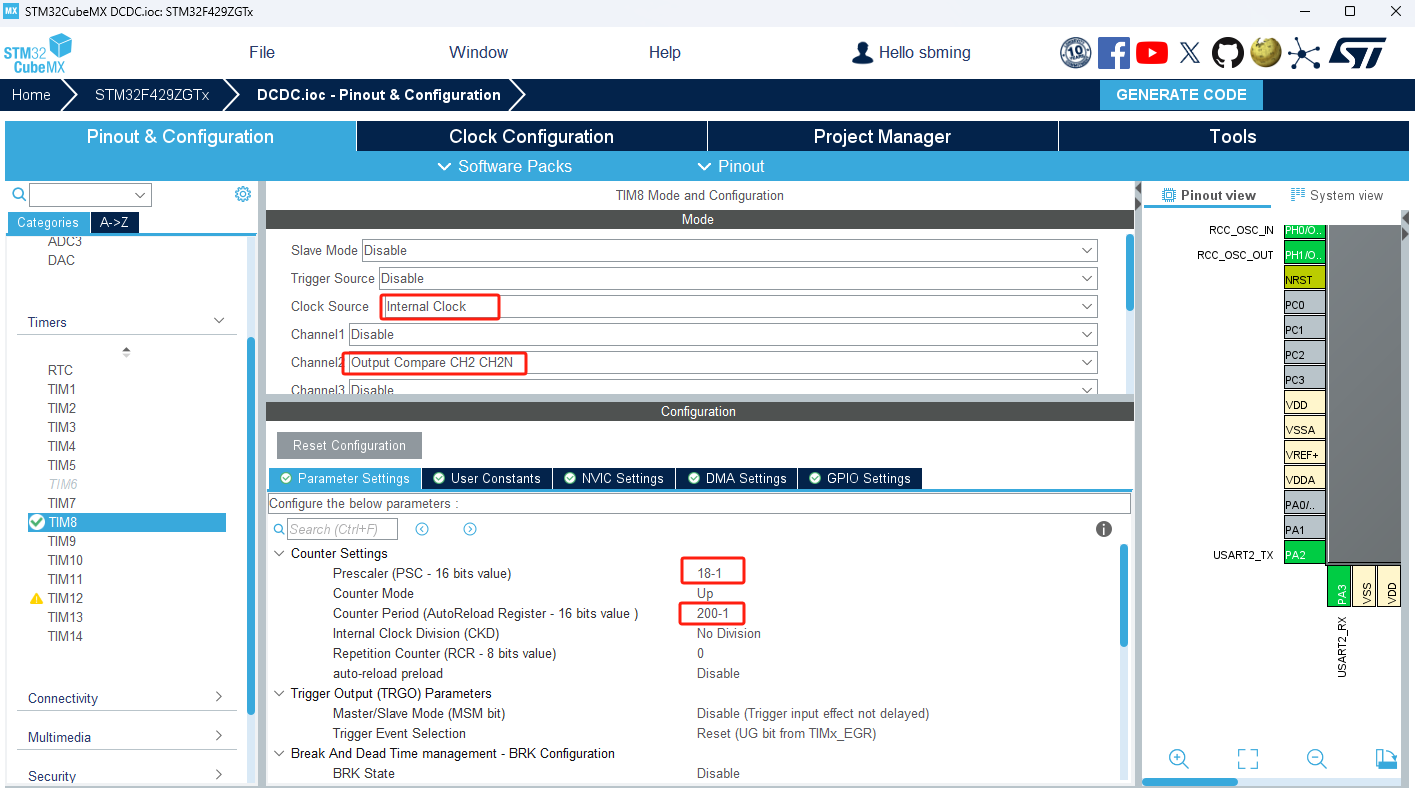 MX STM32CubeMX DCDC.ioc: STM32F429ZGTx
STM32 CubeMX
File Window Help Hello sbming
Home STM32F429ZGTx DCDC.ioc - Pinout & Configuration GENERATE CODE
Pinout & Configuration Clock Configuration Project Manager Tools
Software Packs Pinout
Categories A->Z
ADC3
DAC
Timers
RTC
TIM1
TIM2
TIM3
TIM4
TIM5
TIM6
TIM7
TIM8
TIM9
TIM10
TIM11
TIM12
TIM13
TIM14
Connectivity
Multimedia
Security
TIM8 Mode and Configuration
Mode
Slave Mode Disable
Trigger Source Disable
Clock Source Internal Clock
Channel1 Disable
Channel2 Output Compare CH2 CH2N
Channel3 Disable
Configuration
Reset Configuration
Parameter Settings User Constants NVIC Settings DMA Settings GPIO Settings
Configure the below parameters :
Search (Ctrl+F)
Counter Settings
Prescaler (PSC - 16 bits value) 18-1
Counter Mode Up
Counter Period (AutoReload Register - 16 bits value ) 200-1
Internal Clock Division (CKD) No Division
Repetition Counter (RCR - 8 bits value) 0
auto-reload preload Disable
Trigger Output (TRGO) Parameters
Master/Slave Mode (MSM bit) Disable (Trigger input effect not delayed)
Trigger Event Selection Reset (UG bit from TIMx_EGR)
Break And Dead Time management - BRK Configuration
BRK State Disable
Pinout view System view
RCC_OSC_IN PH0/O..
RCC_OSC_OUT PH1/O..
NRST
PC0
PC1
PC2
PC3
VDD
VSSA
VREF+
VDDA
PA0/..
PA1
USART2_TX PA2
PA3 VSS VDD
USART2_RX